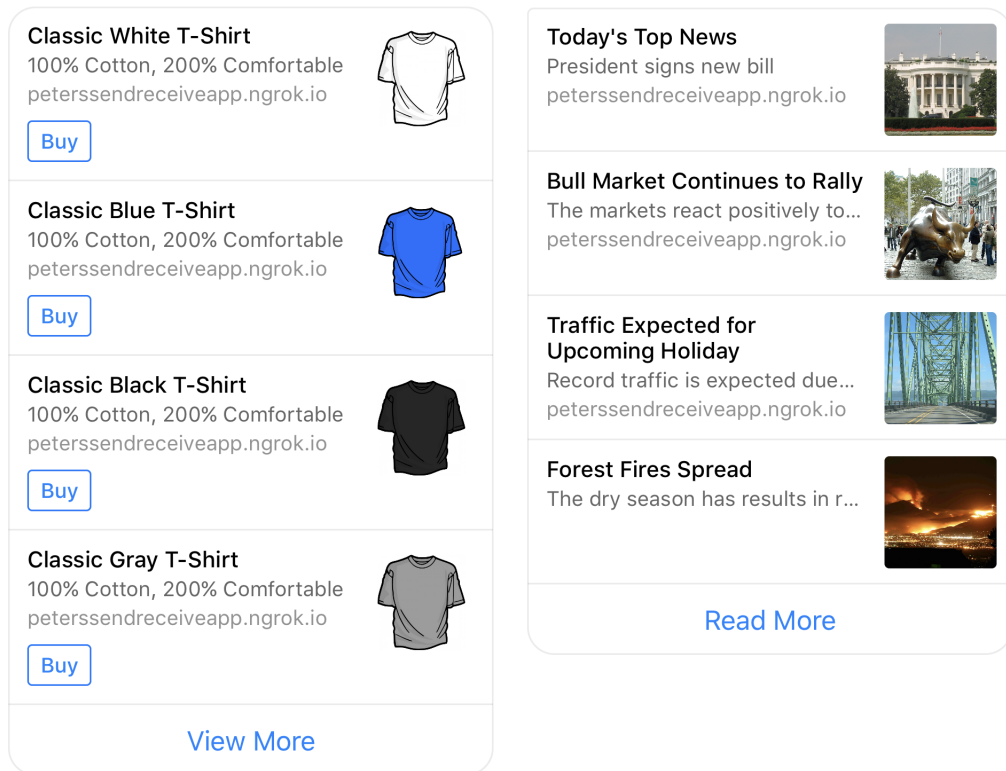 Classic White T-Shirt
100% Cotton, 200% Comfortable
peterssendreceiveapp.ngrok.io
Buy
Classic Blue T-Shirt
100% Cotton, 200% Comfortable
peterssendreceiveapp.ngrok.io
Buy
Classic Black T-Shirt
100% Cotton, 200% Comfortable
peterssendreceiveapp.ngrok.io
Buy
Classic Gray T-Shirt
100% Cotton, 200% Comfortable
peterssendreceiveapp.ngrok.io
Buy
View More
Today's Top News
President signs new bill
peterssendreceiveapp.ngrok.io
Bull Market Continues to Rally
The markets react positively to...
peterssendreceiveapp.ngrok.io
Traffic Expected for
Upcoming Holiday
Record traffic is expected due...
peterssendreceiveapp.ngrok.io
Forest Fires Spread
The dry season has results in r...
Read More